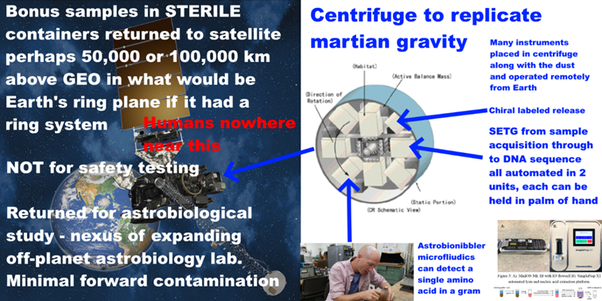 Bonus samples in STERILE
containers returned to satellite
perhaps 50,000 or 100,000 km
above GEO in what would be
Earth's ring plane if it had a
ring system
Humans nowhere
near this
NOT for safety testing
Returned for astrobiological
study - nexus of expanding
off-planet astrobiology lab.
Minimal forward contamination
Centrifuge to replicate
martian gravity
(Habitat)
(Active Balance Mass)
(Direction of
Rotation)
(Static Portion)
(CR Schematic View)
Many instruments
placed in centrifuge
along with the dust
and operated remotely
from Earth
Chiral labeled release
SETG from sample
acquisition through
to DNA sequence
all automated in 2
units, each can be
held in palm of hand
Astrobionibbler
microfliudics
can detect a
single amino
acid in a gram